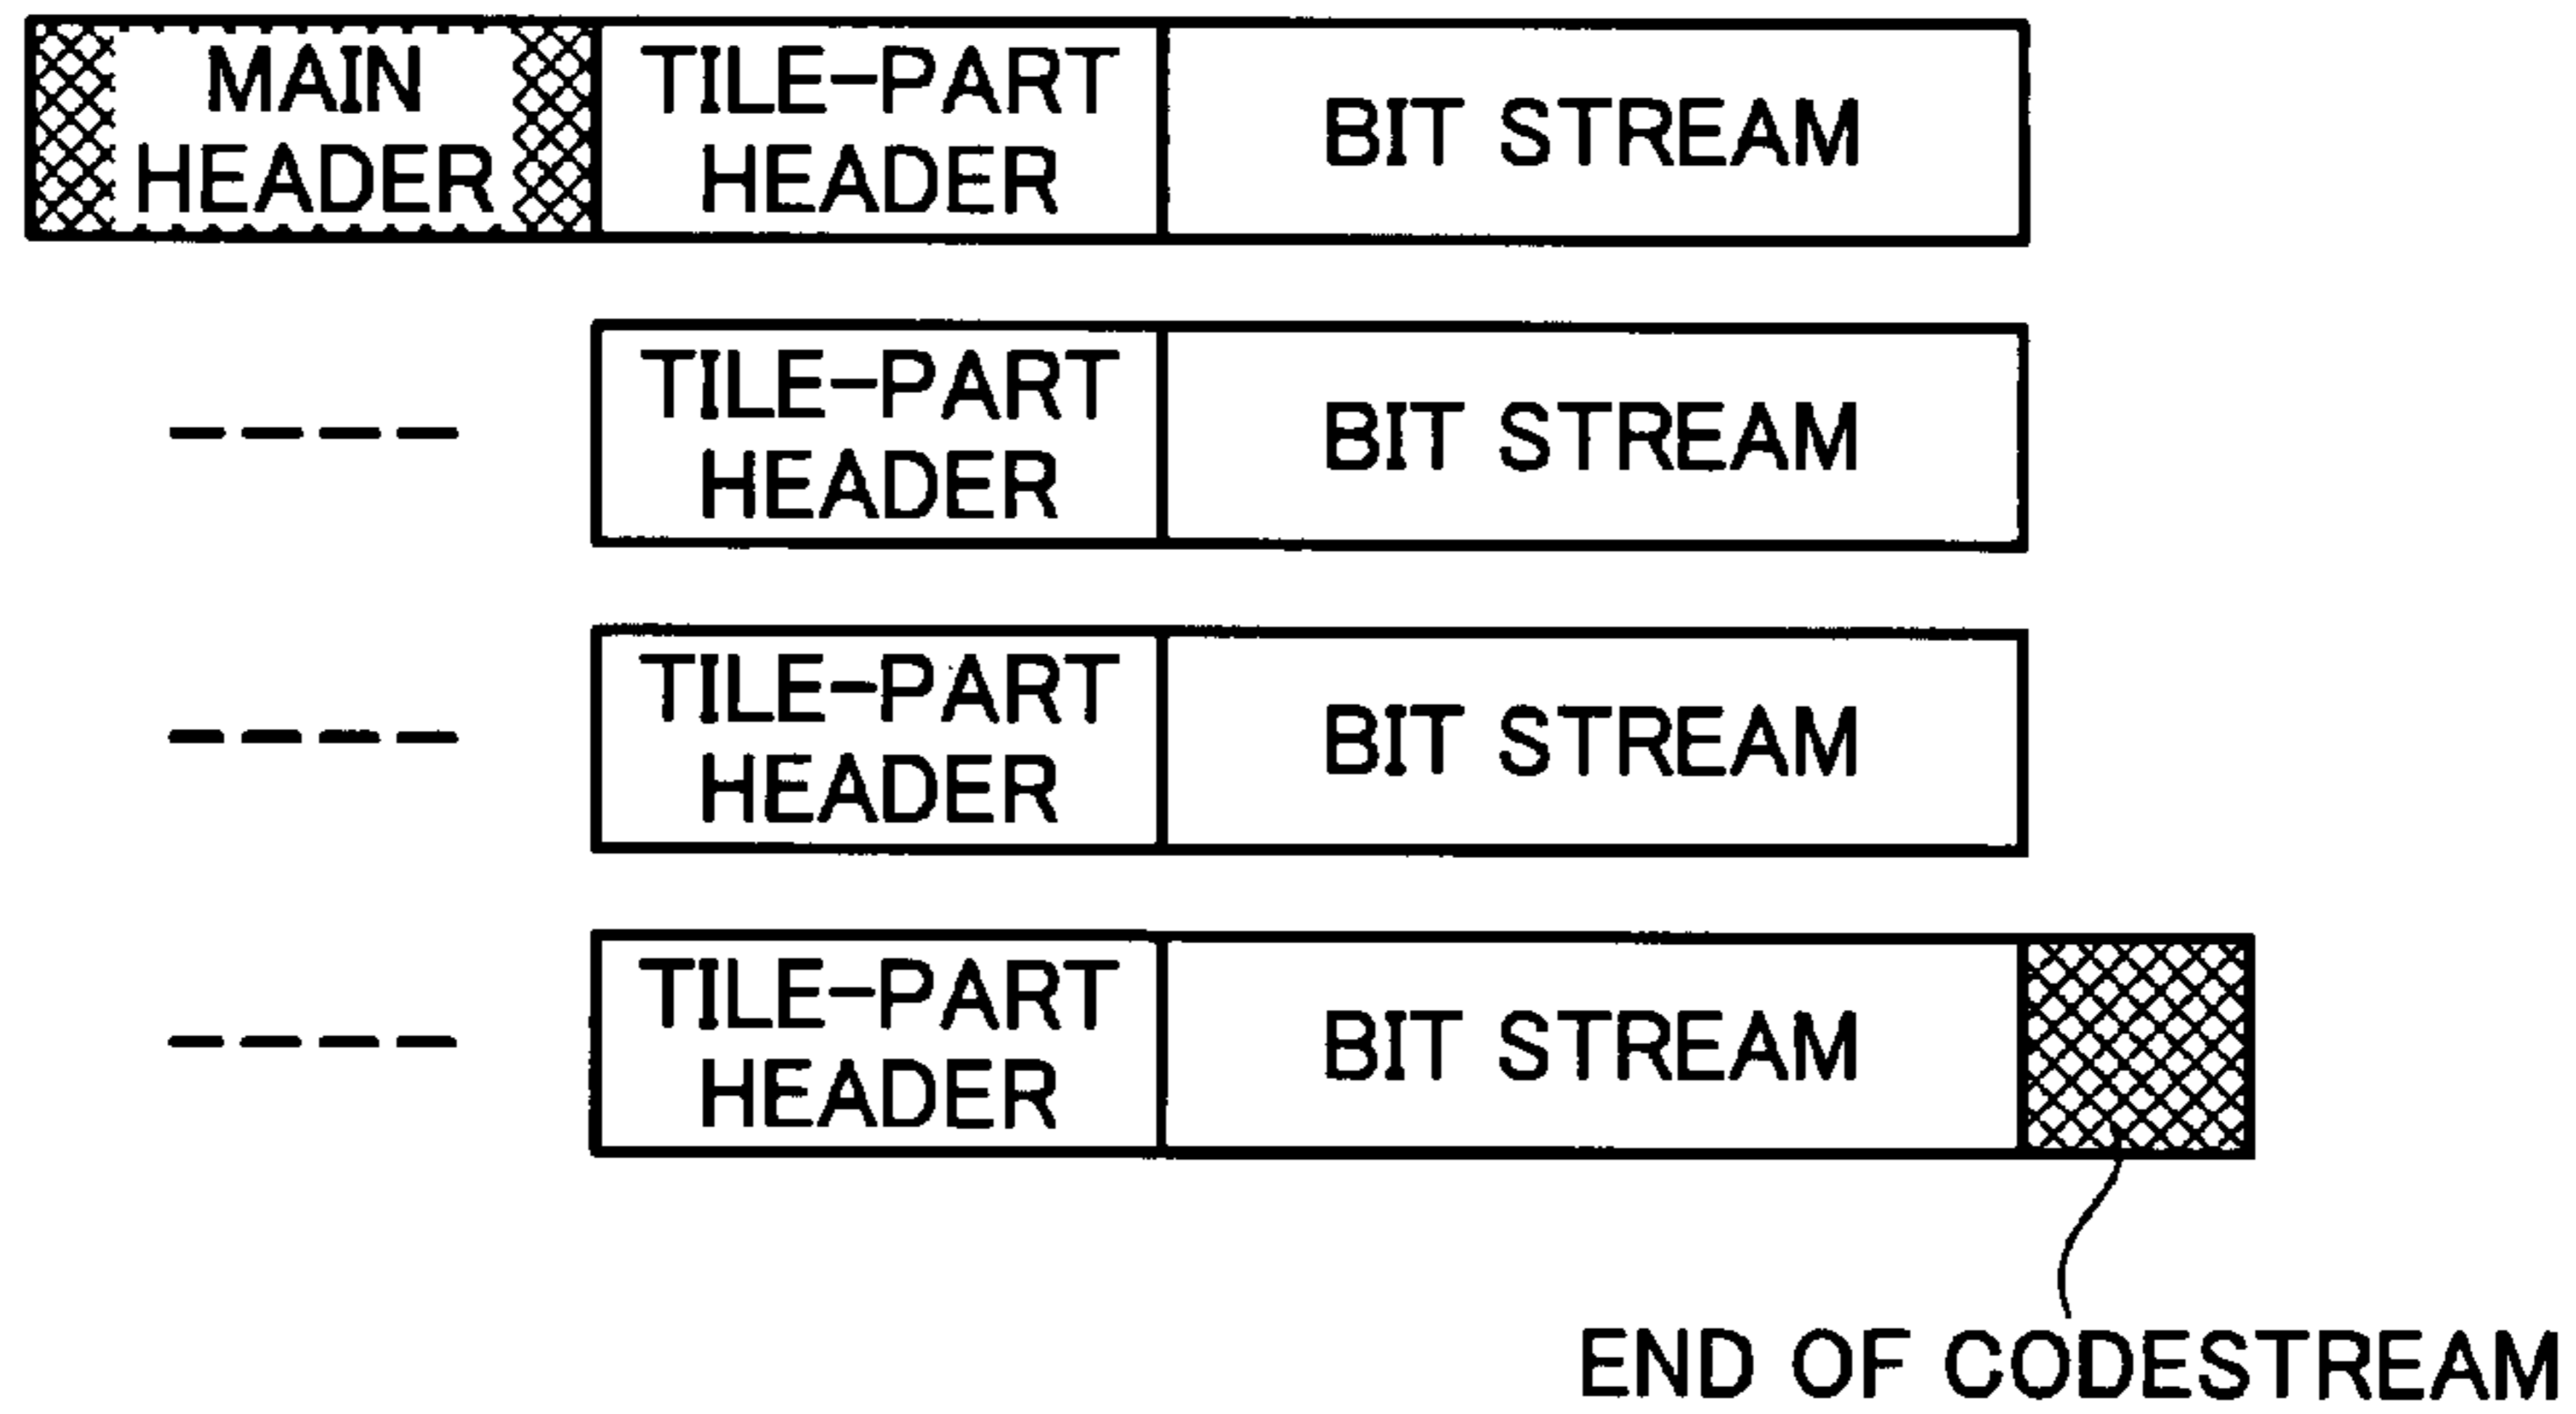 MAIN
HEADER
TILE-PART
HEADER
BIT STREAM
TILE-PART
HEADER
BIT STREAM
TILE-PART
HEADER
BIT STREAM
TILE-PART
HEADER
BIT STREAM
END OF CODESTREAM